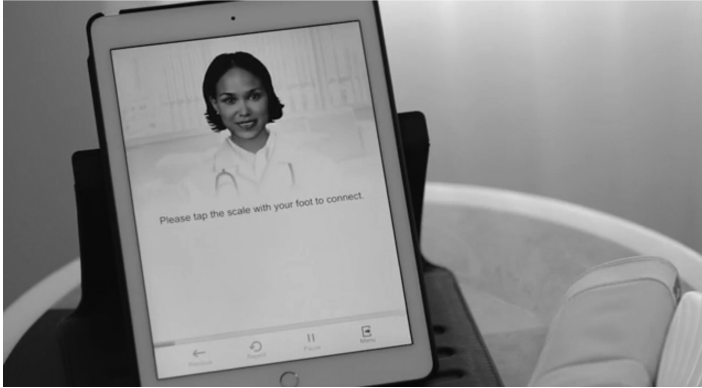 Please tap the scale with your foot to connect.
Previous
Repeat
Pause
Menu